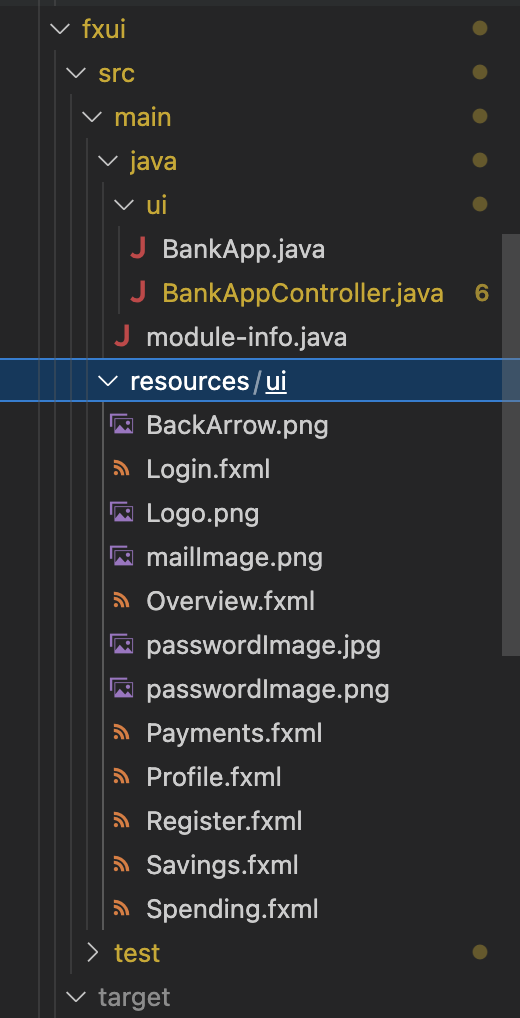 fxui
src
main
java
ui
BankApp.java
BankAppController.java 6
module-info.java
resources/ui
BackArrow.png
Login.fxml
Logo.png
mailImage.png
Overview.fxml
passwordImage.jpg
passwordImage.png
Payments.fxml
Profile.fxml
Register.fxml
Savings.fxml
Spending.fxml
test
target